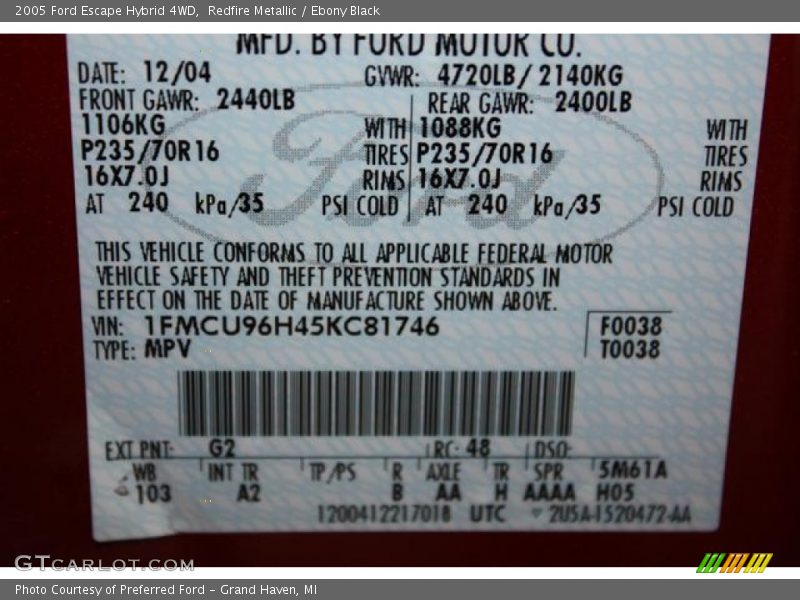 2005 Ford Escape Hybrid 4WD,  Redfire Metallic / Ebony Black
MFD. BY FORD MOTOR CO.
DATE: 12/04 GVWR: 4720LB/ 2140KG
FRONT GAWR: 2440LB REAR GAWR: 2400LB
1106KG WITH 1088KG WITH
P235/70R16 TIRES P235/70R16 TIRES
16X7.0J RIMS 16X7.0J RIMS
AT 240 kPa/35 PSI COLD AT 240 kPa/35 PSI COLD
Ford
THIS VEHICLE CONFORMS TO ALL APPLICABLE FEDERAL MOTOR
VEHICLE SAFETY AND THEFT PREVENTION STANDARDS IN
EFFECT ON THE DATE OF MANUFACTURE SHOWN ABOVE.
VIN: 1FMCU96H45KC81746 F0038
TYPE: MPV T0038
EXT PNT: G2 RC: 48 DSO:
WB INT TR TP/PS R AXLE TR SPR 5M61A
103 A2 B AA H AAAA H05
1200412217018 UTC 2U5A-1520472-AA
GTCARLOT.COM
Photo Courtesy of Preferred Ford - Grand Haven, MI